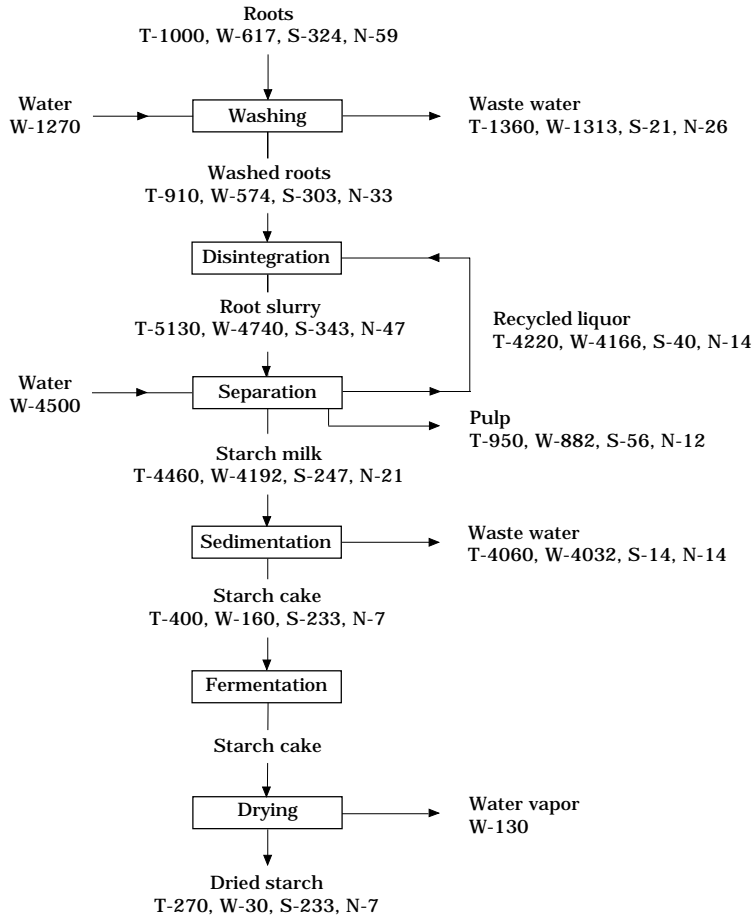 Roots
T-1000, W-617, S-324, N-59
Water
W-1270
Washing
Waste water
T-1360, W-1313, S-21, N-26
Washed roots
T-910, W-574, S-303, N-33
Disintegration
Root slurry
T-5130, W-4740, S-343, N-47
Recycled liquor
T-4220, W-4166, S-40, N-14
Water
W-4500
Separation
Pulp
T-950, W-882, S-56, N-12
Starch milk
T-4460, W-4192, S-247, N-21
Sedimentation
Waste water
T-4060, W-4032, S-14, N-14
Starch cake
T-400, W-160, S-233, N-7
Fermentation
Starch cake
Drying
Water vapor
W-130
Dried starch
T-270, W-30, S-233, N-7